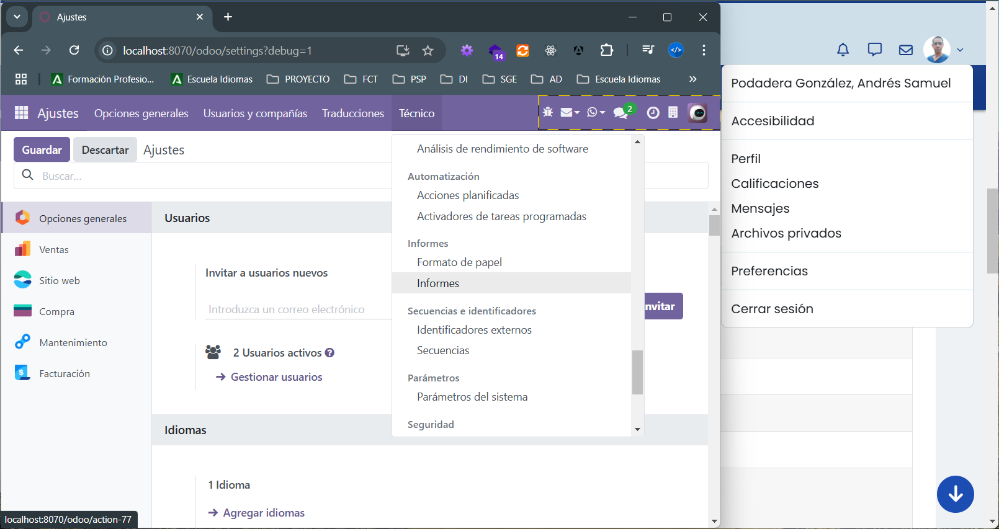 Ajustes
localhost:8070/odoo/settings?debug=1
14
Formación Profesio...
Escuela Idiomas
PROYECTO
FCT
PSP
DI
SGE
AD
Escuela Idiomas
»
Ajustes
Opciones generales
Usuarios y compañías
Traducciones
Técnico
2
Guardar
Descartar
Ajustes
Buscar...
Opciones generales
Ventas
Sitio web
Compra
Mantenimiento
Facturación
Usuarios
Invitar a usuarios nuevos
Introduzca un correo electrónico
nvitar
2 Usuarios activos
Gestionar usuarios
Idiomas
1 Idioma
Agregar idiomas
Análisis de rendimiento de software
Automatización
Acciones planificadas
Activadores de tareas programadas
Informes
Formato de papel
Informes
Secuencias e identificadores
Identificadores externos
Secuencias
Parámetros
Parámetros del sistema
Seguridad
localhost:8070/odoo/action-77
Podadera González, Andrés Samuel
Accesibilidad
Perfil
Calificaciones
Mensajes
Archivos privados
Preferencias
Cerrar sesión